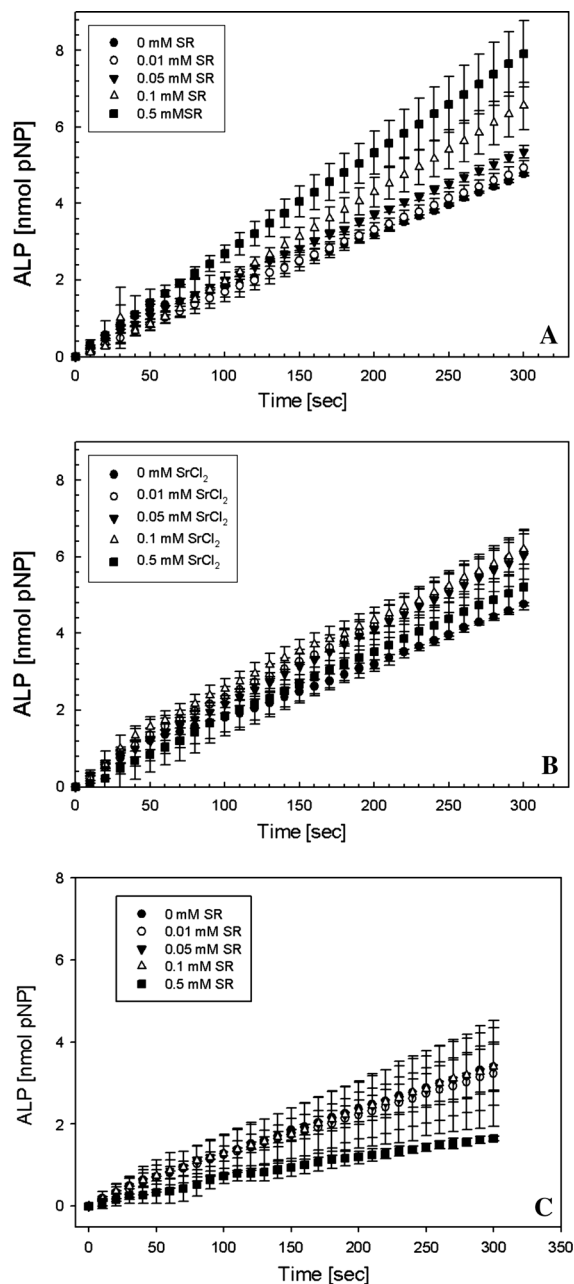 8
6
4
2
0
ALP [nmol pNP]
0 mM SR
0.01 mM SR
0.05 mM SR
0.1 mM SR
0.5 mMSR
A
0 50 100 150 200 250 300
Time [sec]
8
6
4
2
0
ALP [nmol pNP]
0 mM SrCl₂
0.01 mM SrCl₂
0.05 mM SrCl₂
0.1 mM SrCl₂
0.5 mM SrCl₂
B
0 50 100 150 200 250 300
Time [sec]
8
6
4
2
0
ALP [nmol pNP]
0 mM SR
0.01 mM SR
0.05 mM SR
0.1 mM SR
0.5 mM SR
C
0 50 100 150 200 250 300 350
Time [sec]